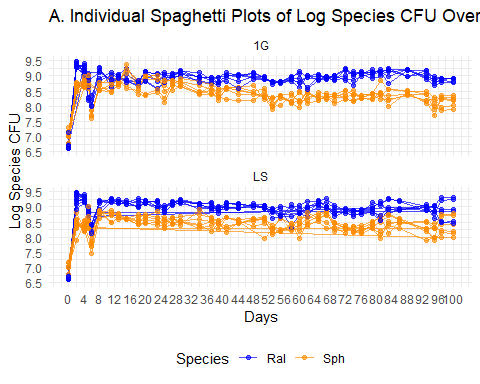 A. Individual Spaghetti Plots of Log Species CFU Over
1G
9.5
9.0
8.5
8.0
7.5
7.0
6.5
Log Species CFU
LS
9.5
9.0
8.5
8.0
7.5
7.0
6.5
0 4 8 12 16 20 24 28 32 36 40 44 48 52 56 60 64 68 72 76 80 84 88 92 96 100
Days
Species Ral Sph